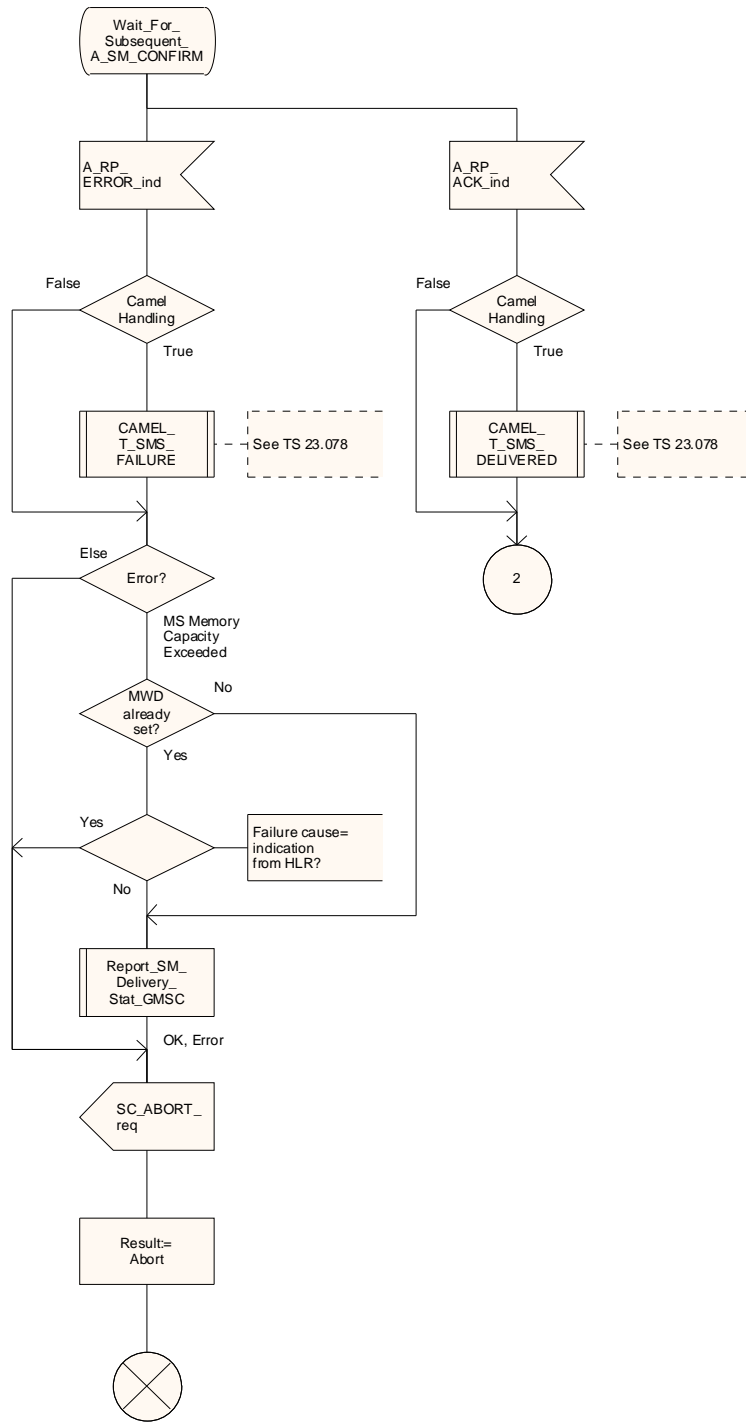 Wait_For_
Subsequent_
A_SM_CONFIRM
A_RP_
ERROR_ind
A_RP_
ACK_ind
False
Camel
Handling
True
False
Camel
Handling
True
CAMEL_
T_SMS_
FAILURE
See TS 23.078
CAMEL_
T_SMS_
DELIVERED
See TS 23.078
Else
Error?
2
MS Memory
Capacity
Exceeded
MWD
already
set?
No
Yes
Yes
Failure cause=
indication
from HLR?
No
Report_SM_
Delivery_
Stat_GMSC
OK, Error
SC_ABORT_
req
Result:=
Abort